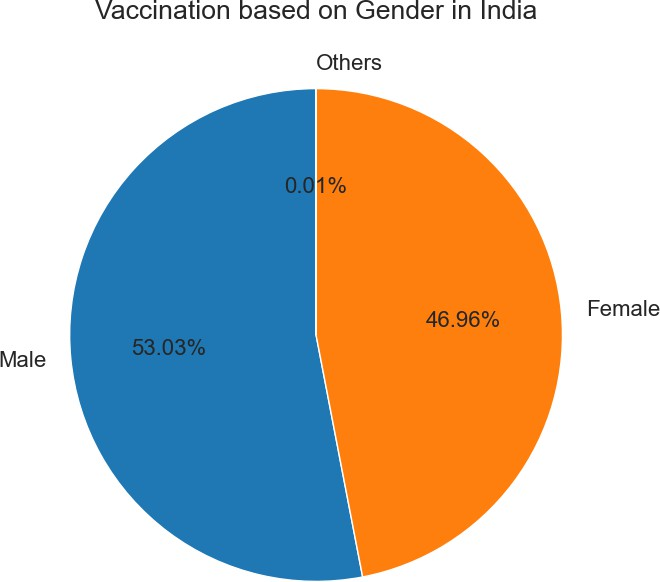 Vaccination based on Gender in India
Others
0.01%
Female
46.96%
53.03%
Male